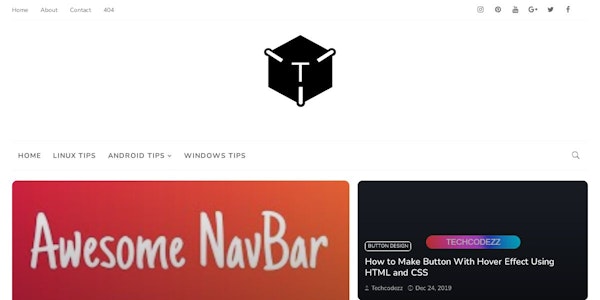 Home About Contact 404
T
HOME LINUX TIPS ANDROID TIPS WINDOWS TIPS
Awesome NavBar
TECHCODEZZ
BUTTON DESIGN
How to Make Button With Hover Effect Using
HTML and CSS
Techcodezz Dec 24, 2019